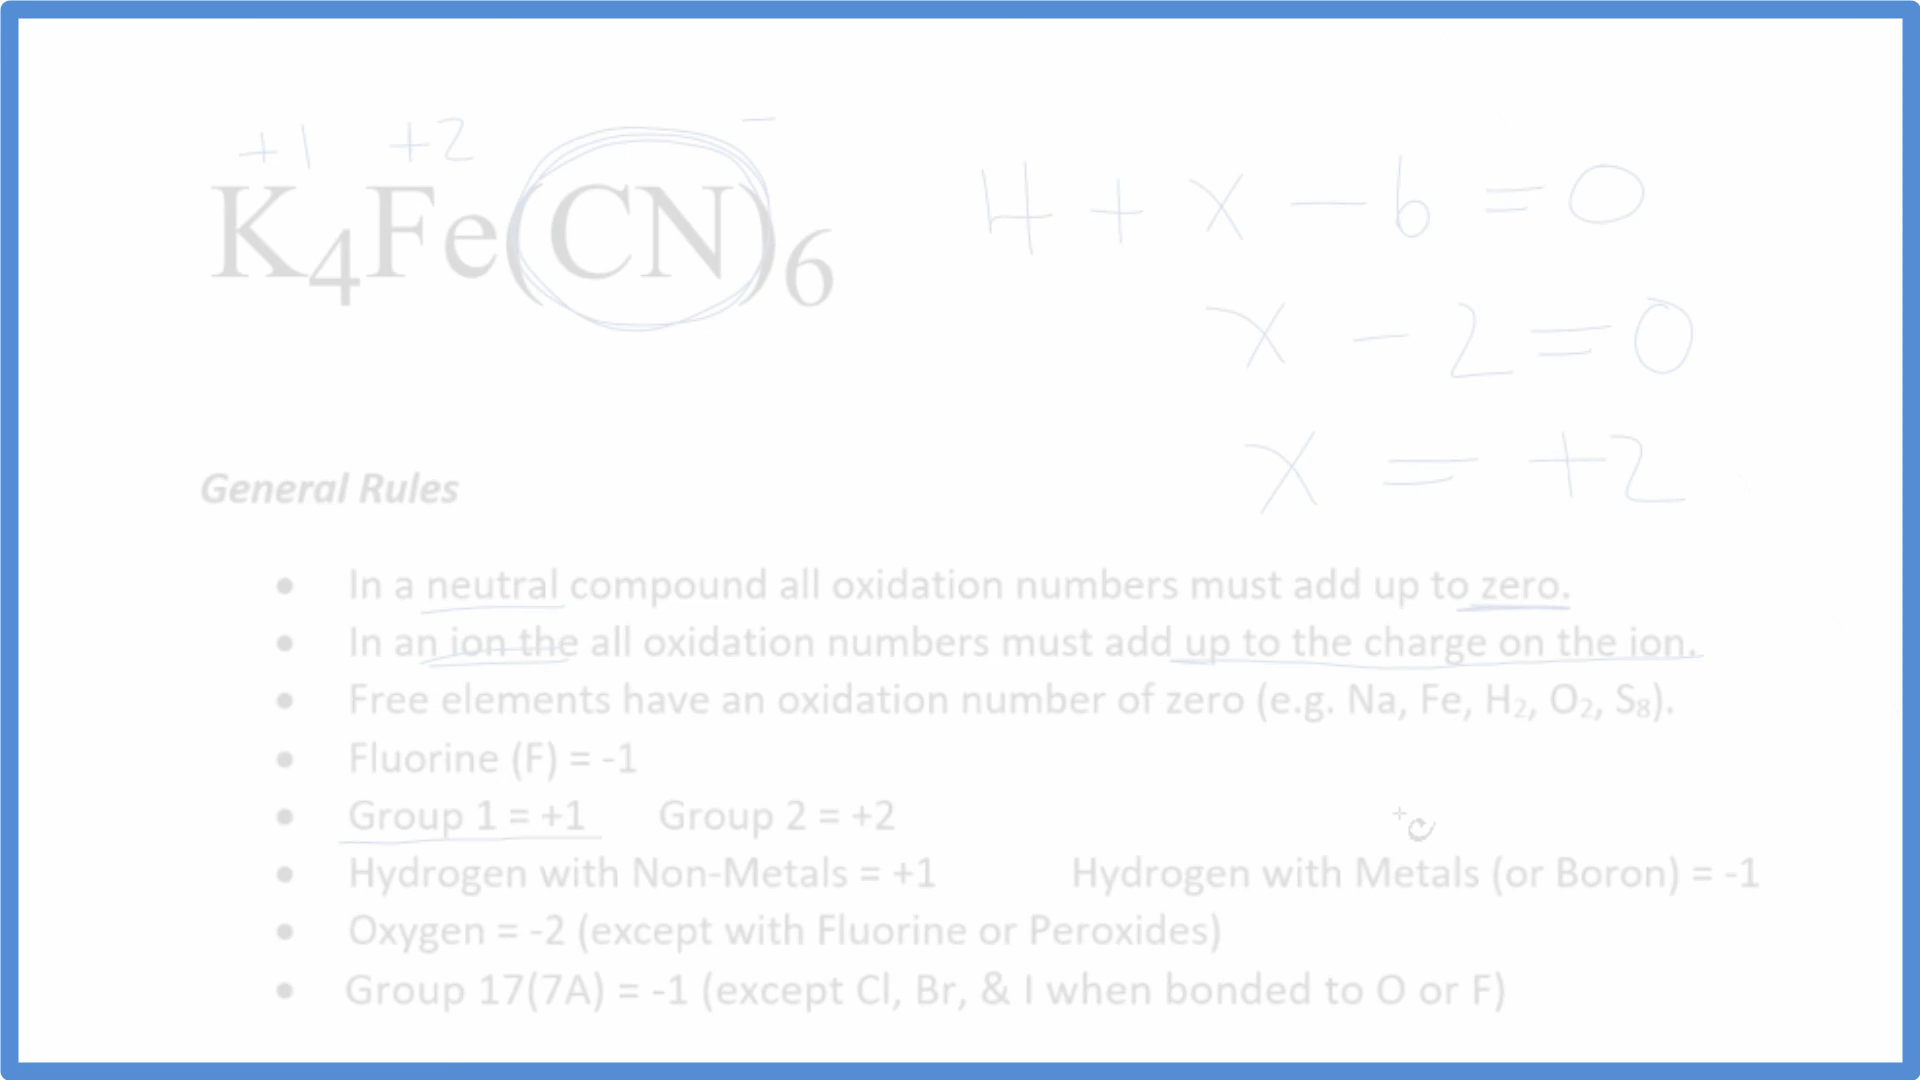 +1 +2 −
K₄Fe(CN)₆
4 + x − 6 = 0
x − 2 = 0
x = +2
General Rules
• In a neutral compound all oxidation numbers must add up to zero.
• In an ion the all oxidation numbers must add up to the charge on the ion.
• Free elements have an oxidation number of zero (e.g. Na, Fe, H₂, O₂, S₈).
• Fluorine (F) = -1
• Group 1 = +1 Group 2 = +2
• Hydrogen with Non-Metals = +1 Hydrogen with Metals (or Boron) = -1
• Oxygen = -2 (except with Fluorine or Peroxides)
• Group 17(7A) = -1 (except Cl, Br, & I when bonded to O or F)